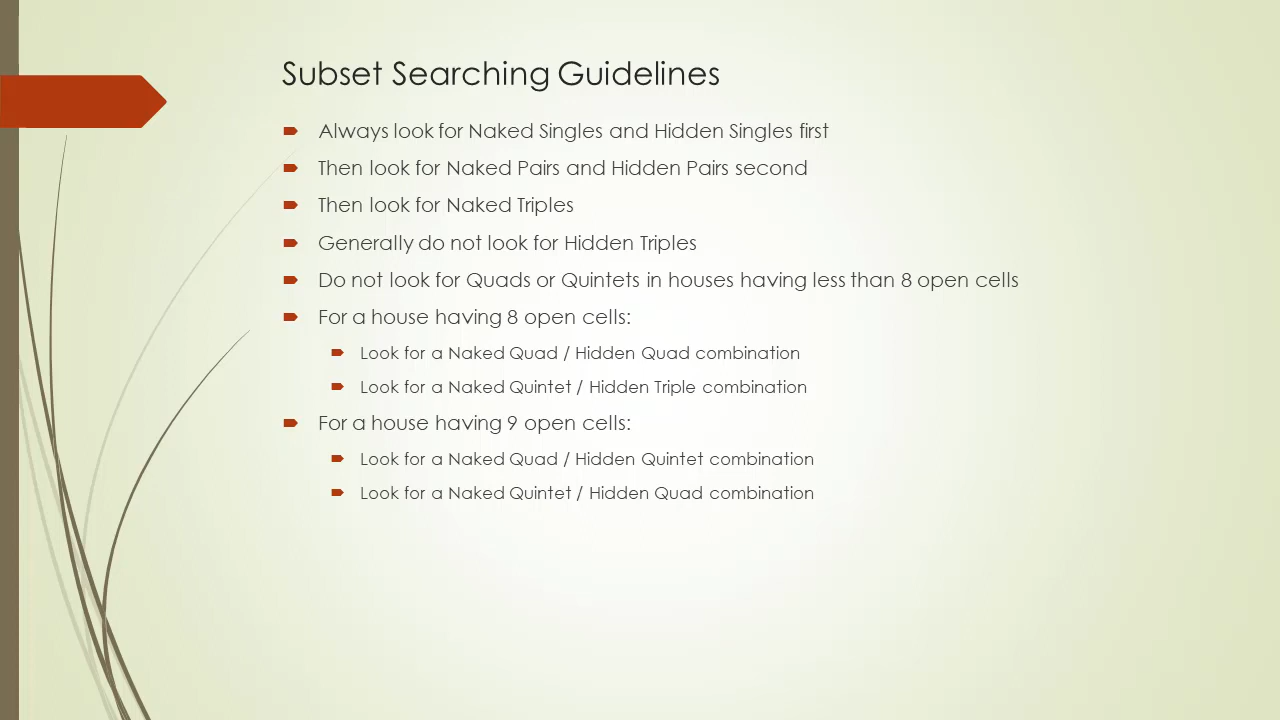 Subset Searching Guidelines
Always look for Naked Singles and Hidden Singles first
Then look for Naked Pairs and Hidden Pairs second
Then look for Naked Triples
Generally do not look for Hidden Triples
Do not look for Quads or Quintets in houses having less than 8 open cells
For a house having 8 open cells:
Look for a Naked Quad / Hidden Quad combination
Look for a Naked Quintet / Hidden Triple combination
For a house having 9 open cells:
Look for a Naked Quad / Hidden Quintet combination
Look for a Naked Quintet / Hidden Quad combination